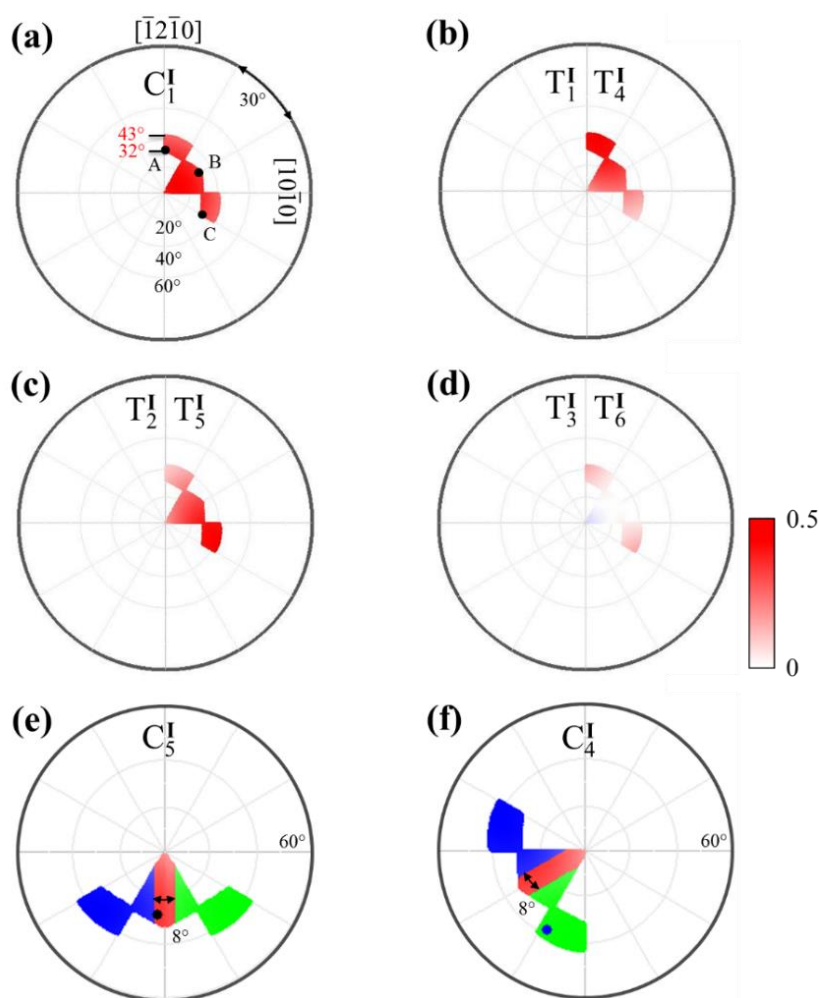 (a)
[1̄21̄0]
C₁ᴵ
30°
43°
32°
A
B
[101̄0]
C
20°
40°
60°
(b)
T₁ᴵ T₄ᴵ
(c)
T₂ᴵ T₅ᴵ
(d)
T₃ᴵ T₆ᴵ
0.5
0
(e)
C₅ᴵ
60°
8°
(f)
C₄ᴵ
60°
8°